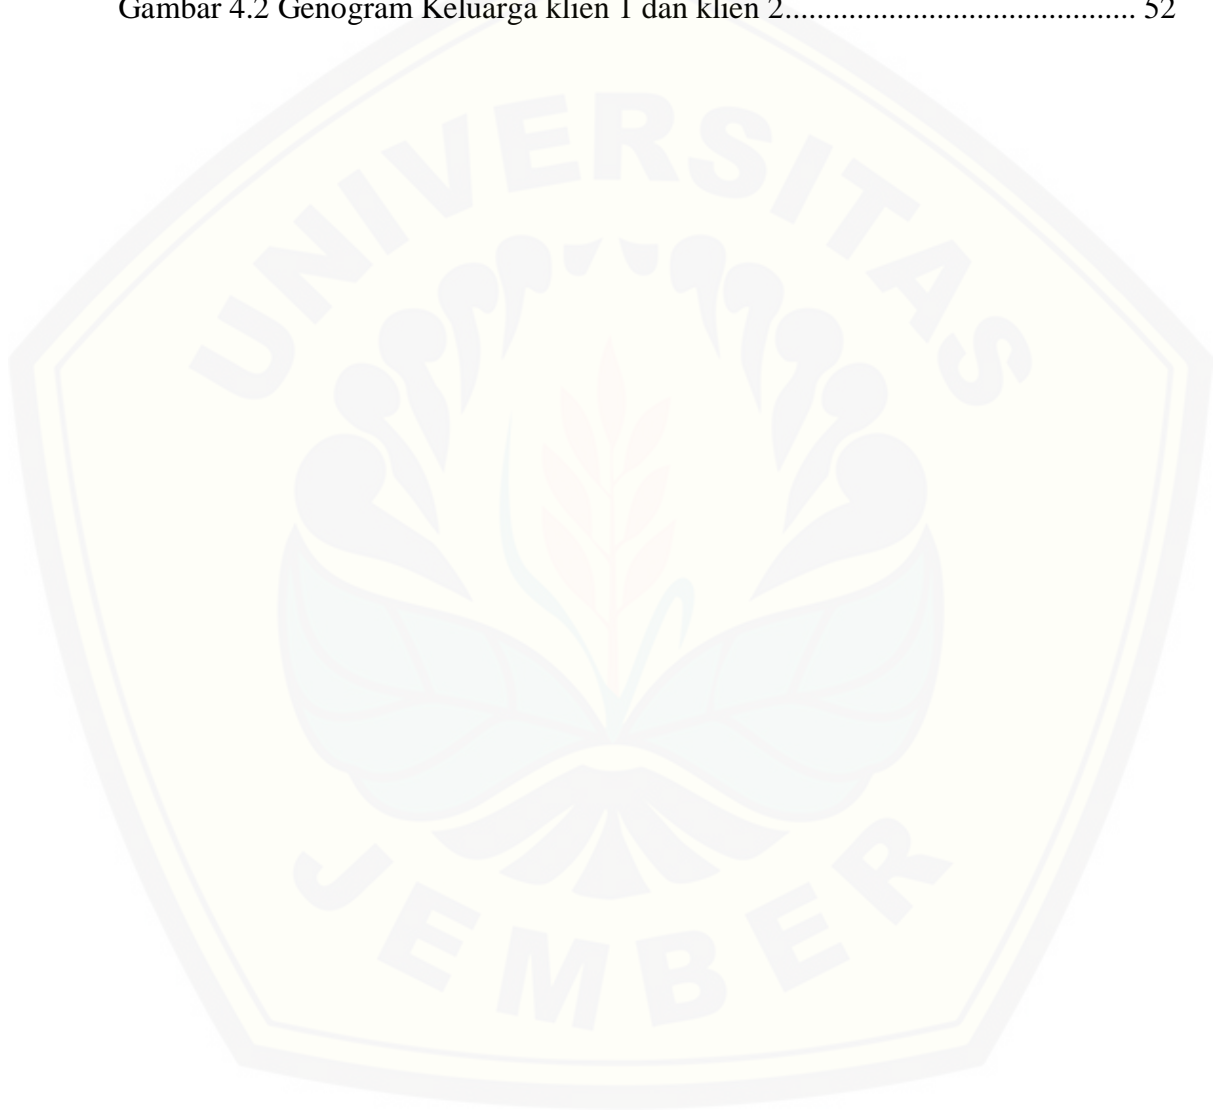 Gambar 4.2 Genogram Keluarga klien 1 dan klien 2............................................ 52
UNIVERSITAS
JEMBER